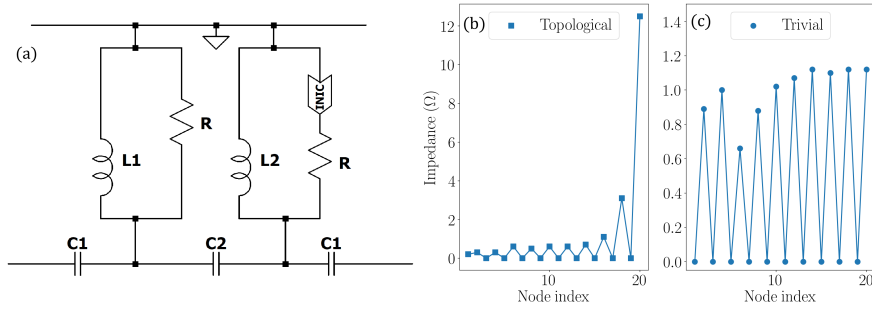 (a)
INIC
R
L1
L2
R
C1
C2
C1
(b)
Topological
Impedance (Ω)
12
10
8
6
4
2
0
10
20
Node index
(c)
Trivial
1.4
1.2
1.0
0.8
0.6
0.4
0.2
0.0
10
20
Node index